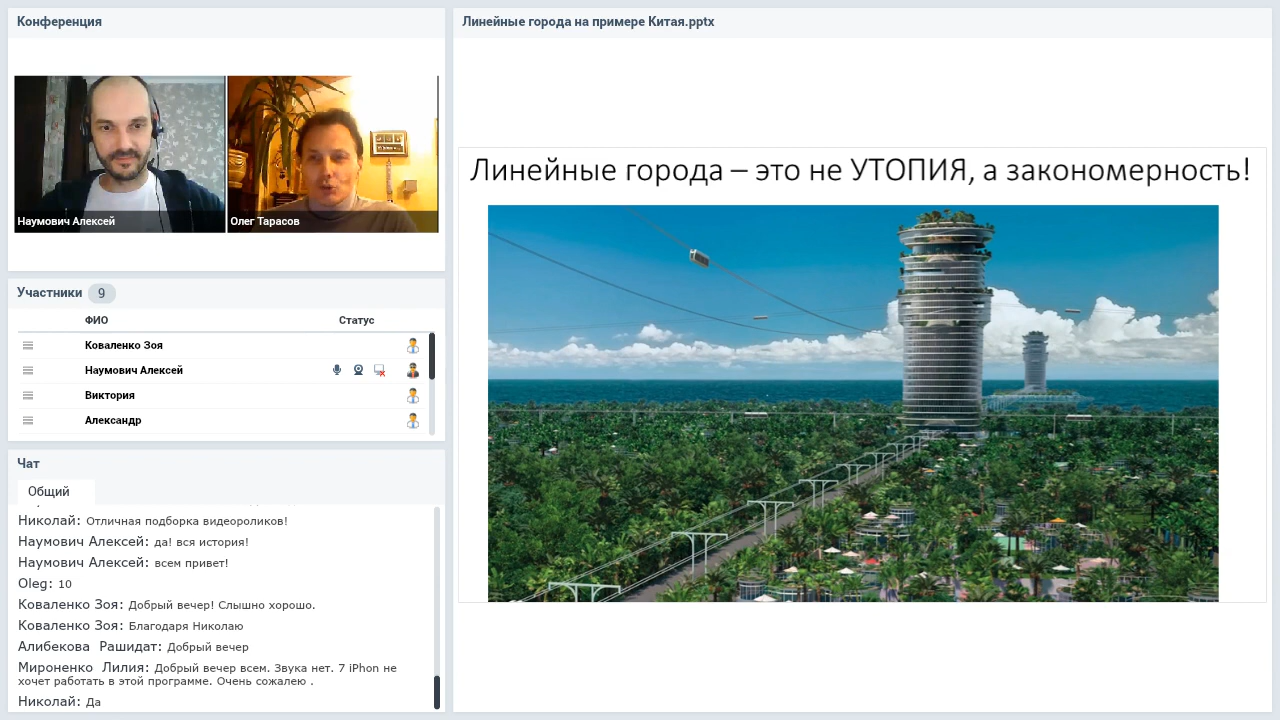 Конференция
Наумович Алексей
Олег Тарасов
Участники 9
ФИО Статус
Коваленко Зоя
Наумович Алексей
Виктория
Александр
Чат
Общий
Николай: Отличная подборка видеороликов!
Наумович Алексей: да! вся история!
Наумович Алексей: всем привет!
Oleg: 10
Коваленко Зоя: Добрый вечер! Слышно хорошо.
Коваленко Зоя: Благодаря Николаю
Алибекова Рашидат: Добрый вечер
Мироненко Лилия: Добрый вечер всем. Звука нет. 7 iPhon не
хочет работать в этой программе. Очень сожалею .
Николай: Да
Линейные города на примере Китая.pptx
Линейные города – это не УТОПИЯ, а закономерность!